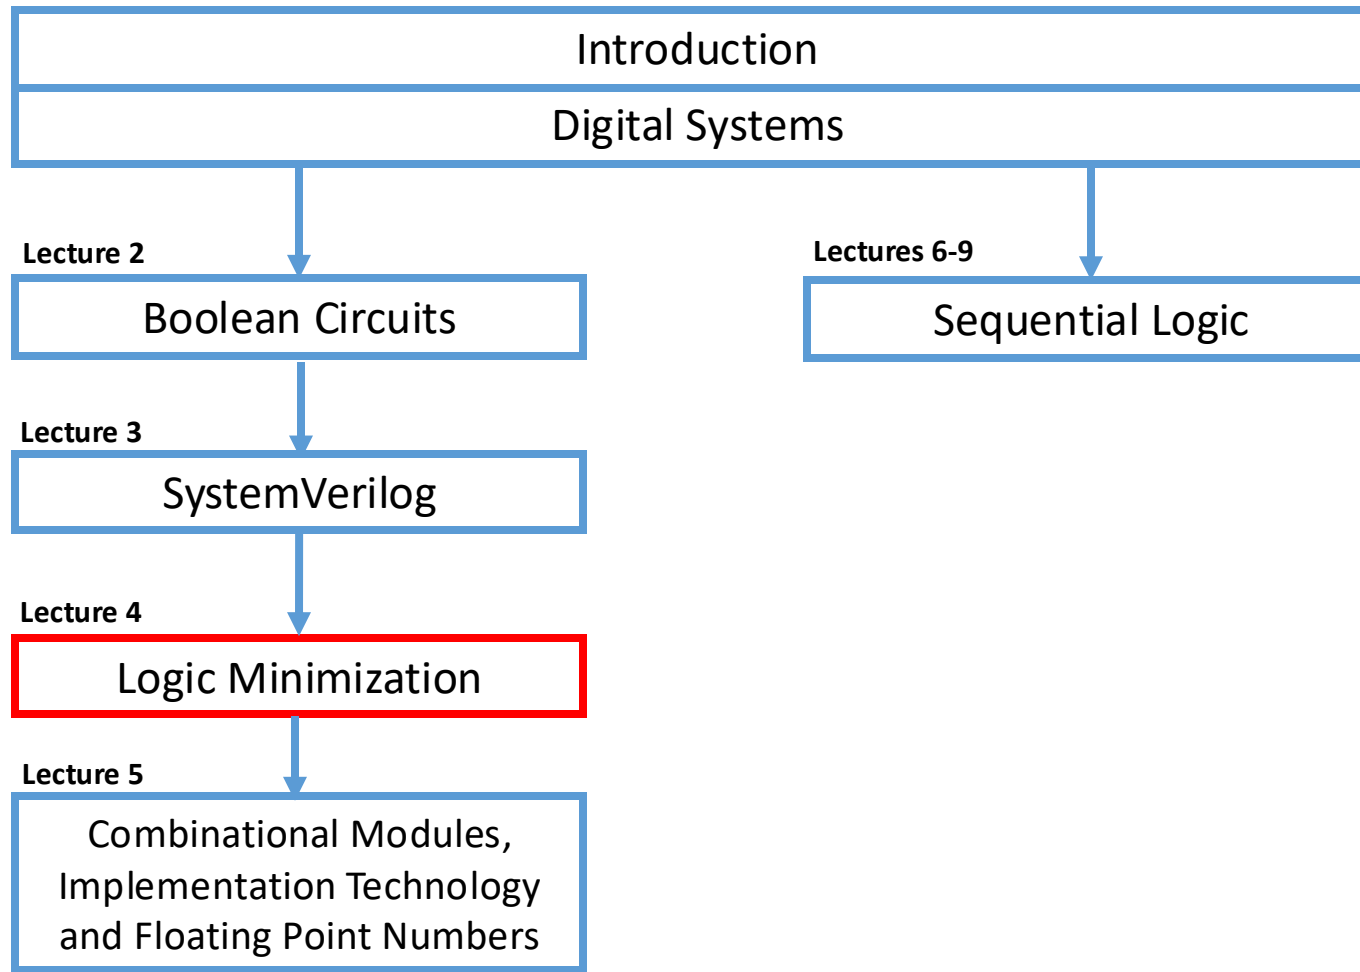 Introduction
Digital Systems
Lecture 2
Boolean Circuits
Lecture 3
SystemVerilog
Lecture 4
Logic Minimization
Lecture 5
Combinational Modules,
Implementation Technology
and Floating Point Numbers
Lectures 6-9
Sequential Logic